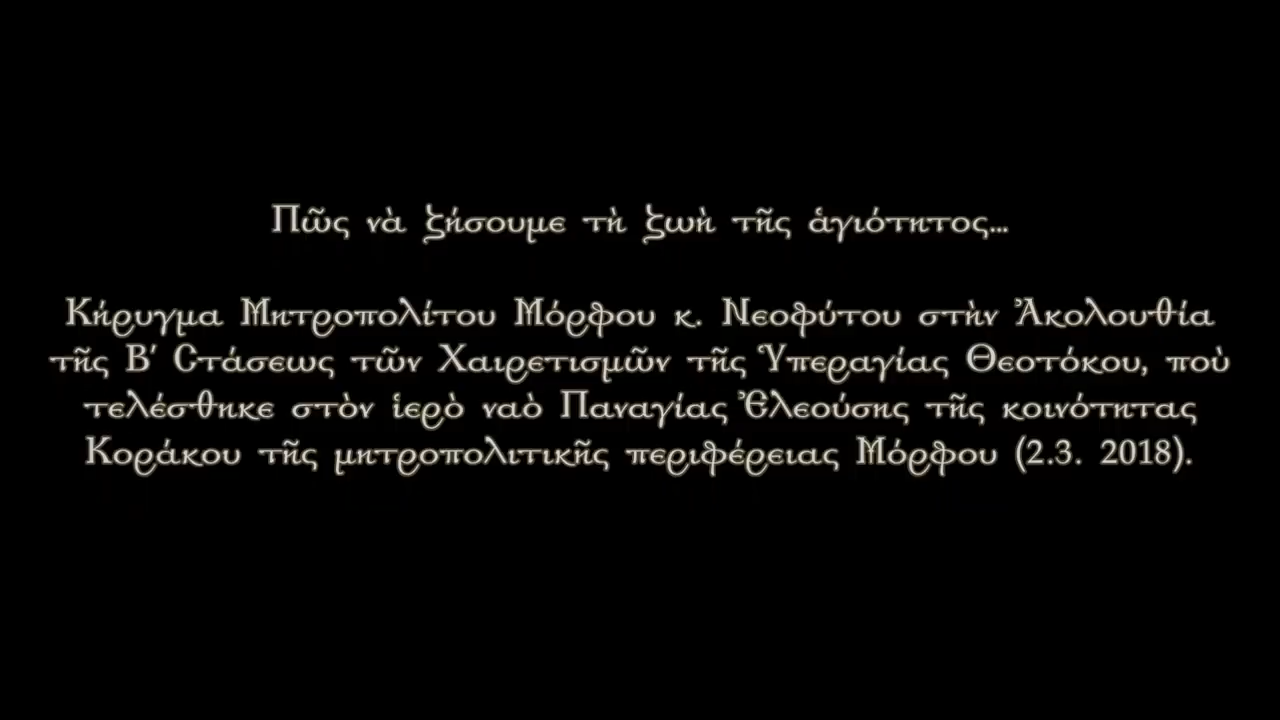 Πῶς νὰ ζήσουμε τὴ ζωὴ τῆς ἁγιότητος...
Κήρυγμα Μητροπολίτου Μόρφου κ. Νεοφύτου στὴν Ἀκολουθία
τῆς Β' Στάσεως τῶν Χαιρετισμῶν τῆς Ὑπεραγίας Θεοτόκου, ποὺ
τελέσθηκε στὸν ἱερὸ ναὸ Παναγίας Ἐλεούσης τῆς κοινότητας
Κοράκου τῆς μητροπολιτικῆς περιφέρειας Μόρφου (2.3. 2018).